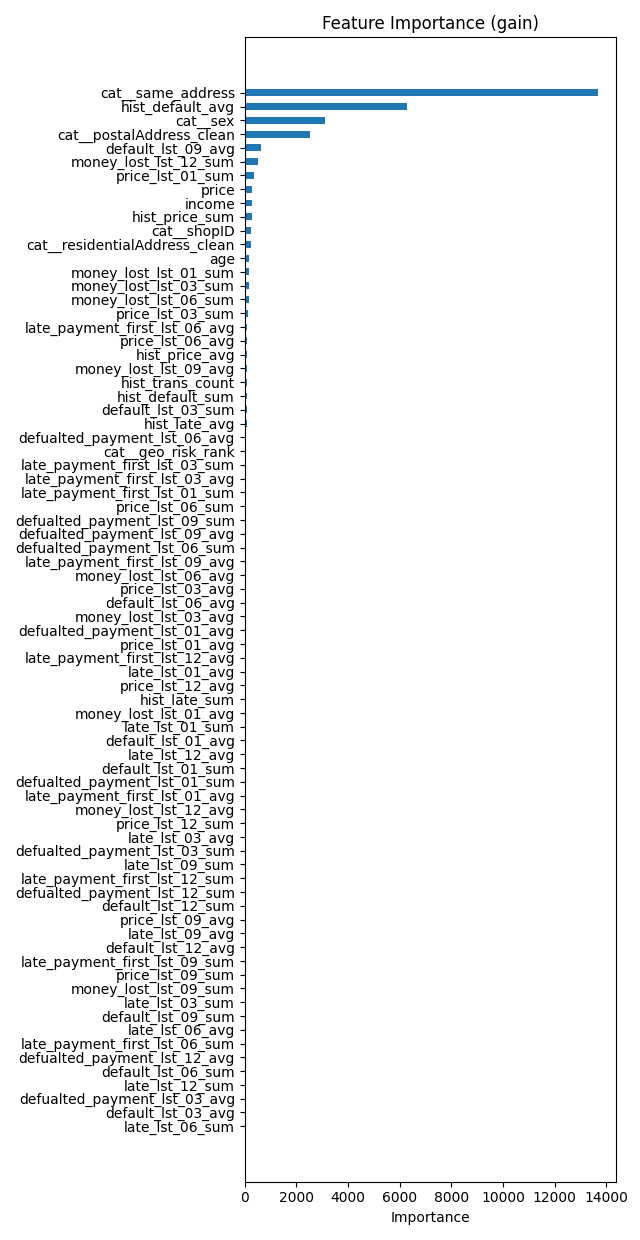 Feature Importance (gain)
cat__same_address
hist_default_avg
cat__sex
cat__postalAddress_clean
default_lst_09_avg
money_lost_lst_12_sum
price_lst_01_sum
price
income
hist_price_sum
cat__shopID
cat__residentialAddress_clean
age
money_lost_lst_01_sum
money_lost_lst_03_sum
money_lost_lst_06_sum
price_lst_03_sum
late_payment_first_lst_06_avg
price_lst_06_avg
hist_price_avg
money_lost_lst_09_avg
hist_trans_count
hist_default_sum
default_lst_03_sum
hist_late_avg
defualted_payment_lst_06_avg
cat__geo_risk_rank
late_payment_first_lst_03_sum
late_payment_first_lst_03_avg
late_payment_first_lst_01_sum
price_lst_06_sum
defualted_payment_lst_09_sum
defualted_payment_lst_09_avg
defualted_payment_lst_06_sum
late_payment_first_lst_09_avg
money_lost_lst_06_avg
price_lst_03_avg
default_lst_06_avg
money_lost_lst_03_avg
defualted_payment_lst_01_avg
price_lst_01_avg
late_payment_first_lst_12_avg
late_lst_01_avg
price_lst_12_avg
hist_late_sum
money_lost_lst_01_avg
late_lst_01_sum
default_lst_01_avg
late_lst_12_avg
default_lst_01_sum
defualted_payment_lst_01_sum
late_payment_first_lst_01_avg
money_lost_lst_12_avg
price_lst_12_sum
late_lst_03_avg
defualted_payment_lst_03_sum
late_lst_09_sum
late_payment_first_lst_12_sum
defualted_payment_lst_12_sum
default_lst_12_sum
price_lst_09_avg
late_lst_09_avg
default_lst_12_avg
late_payment_first_lst_09_sum
price_lst_09_sum
money_lost_lst_09_sum
late_lst_03_sum
default_lst_09_sum
late_lst_06_avg
late_payment_first_lst_06_sum
defualted_payment_lst_12_avg
default_lst_06_sum
late_lst_12_sum
defualted_payment_lst_03_avg
default_lst_03_avg
late_lst_06_sum
0 2000 4000 6000 8000 10000 12000 14000
Importance